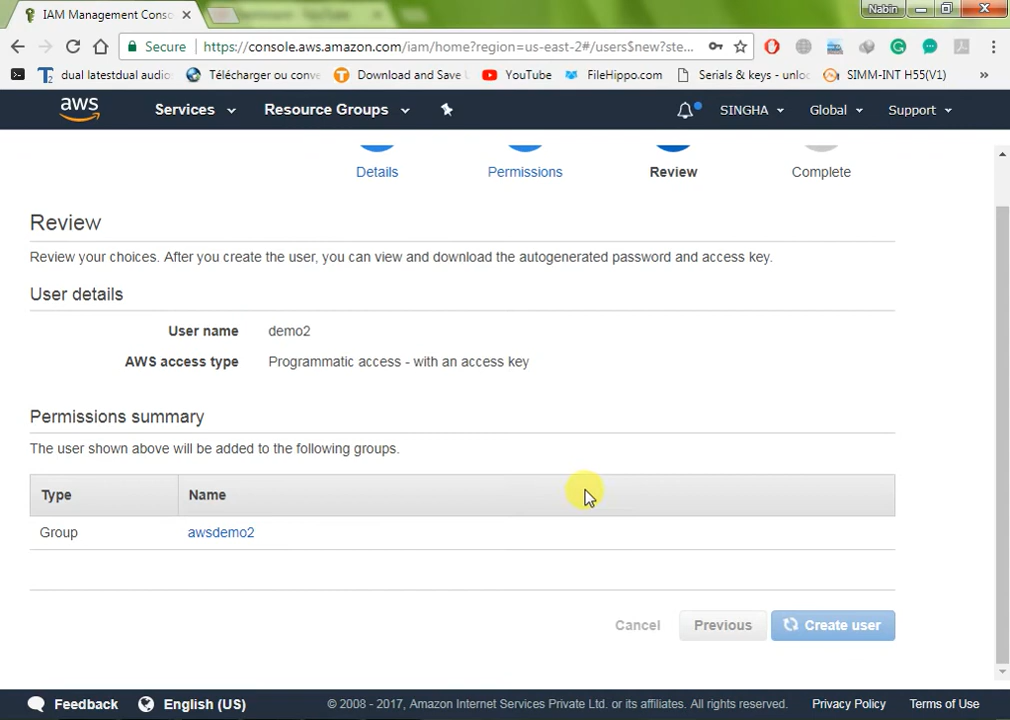 IAM Management Conso
Nabin
Secure https://console.aws.amazon.com/iam/home?region=us-east-2#/users$new?ste...
dual latestdual audio
Télécharger ou conve
Download and Save
YouTube
FileHippo.com
Serials & keys - unloc
SIMM-INT H55(V1)
»
aws
Services
Resource Groups
SINGHA
Global
Support
Details
Permissions
Review
Complete
Review
Review your choices. After you create the user, you can view and download the autogenerated password and access key.
User details
User name demo2
AWS access type Programmatic access - with an access key
Permissions summary
The user shown above will be added to the following groups.
Type Name
Group awsdemo2
Cancel Previous Create user
Feedback English (US) © 2008 - 2017, Amazon Internet Services Private Ltd. or its affiliates. All rights reserved. Privacy Policy Terms of Use